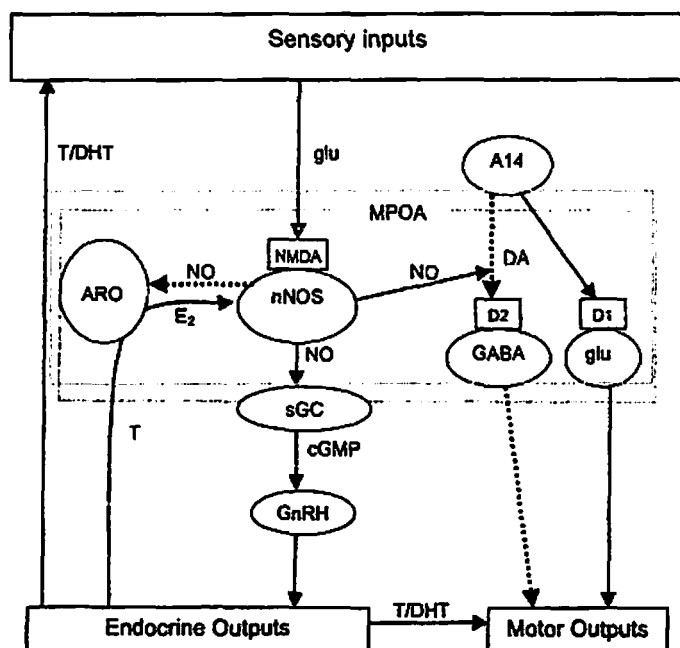 Sensory inputs
T/DHT
glu
A14
MPOA
NMDA
NO
NO
DA
ARO
nNOS
E2
D2
D1
GABA
glu
NO
sGC
T
cGMP
GnRH
T/DHT
Endocrine Outputs
Motor Outputs